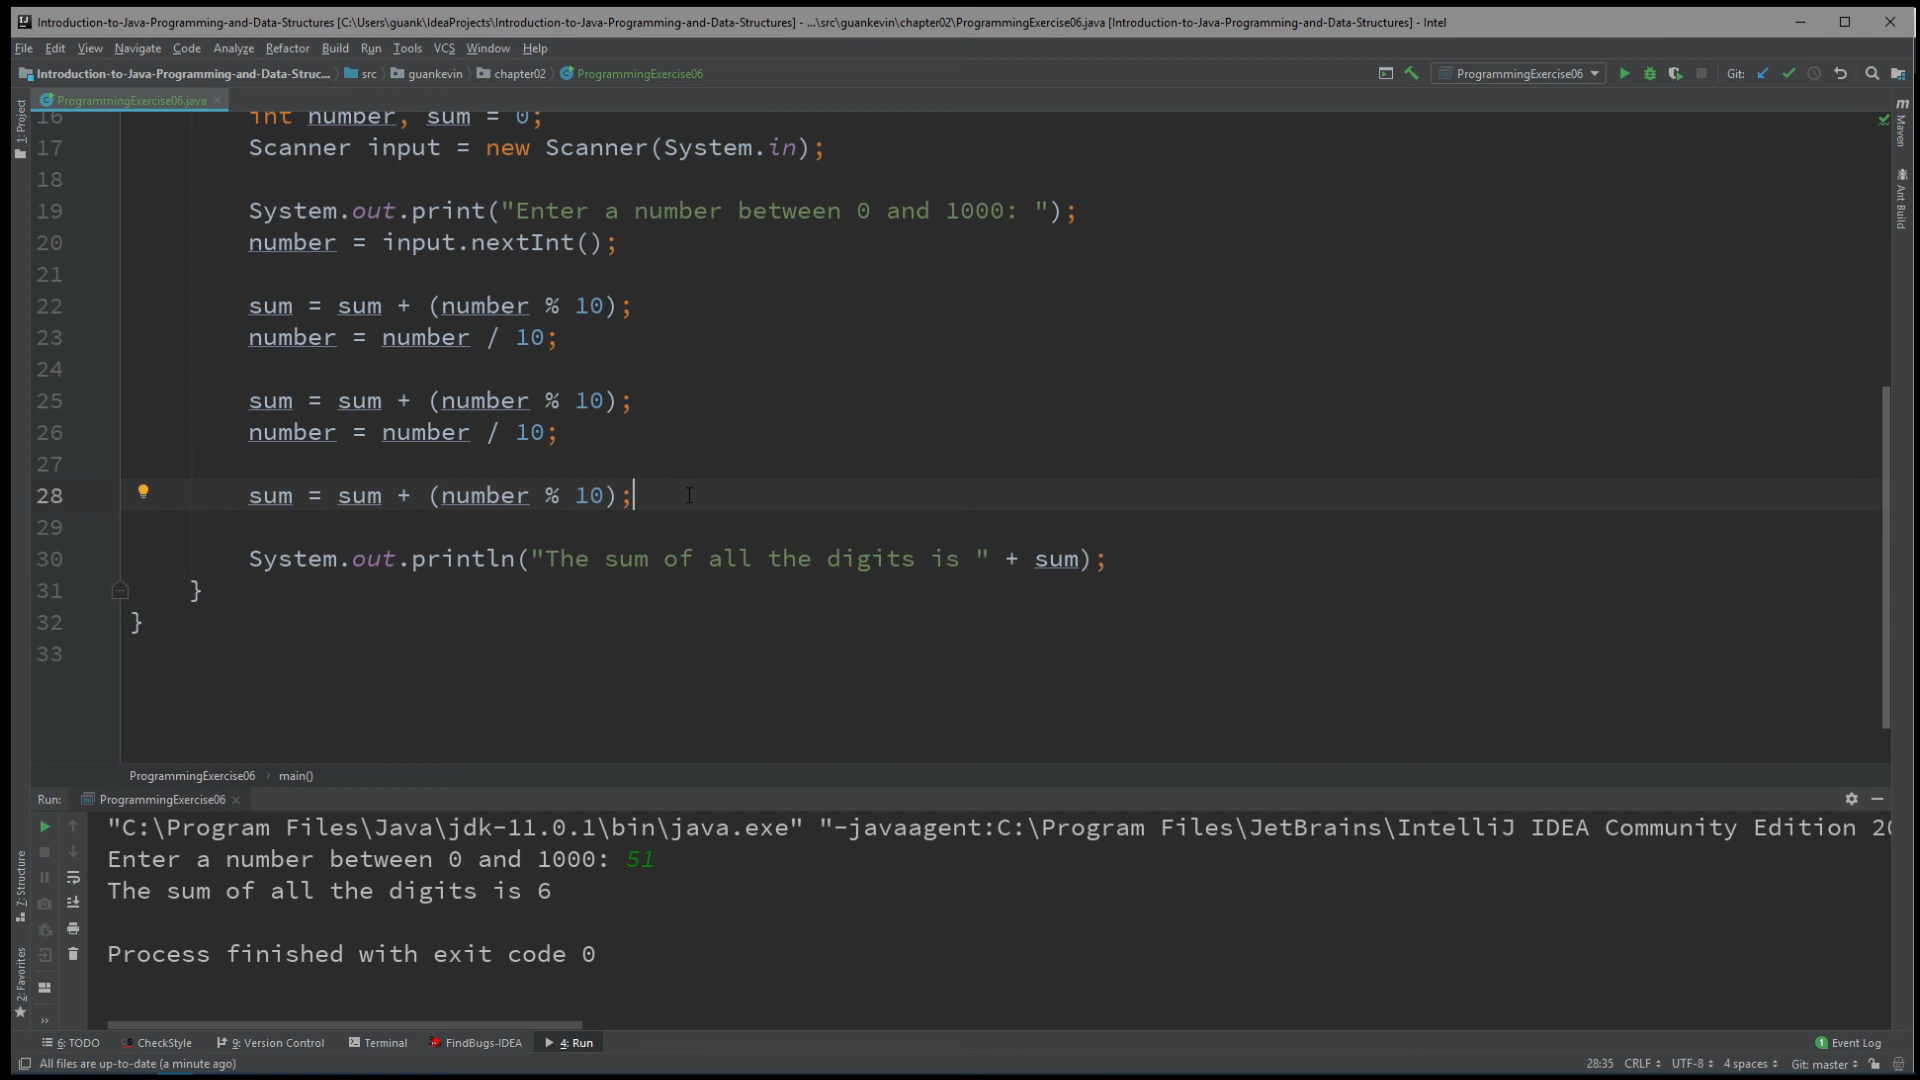 Introduction-to-Java-Programming-and-Data-Structures [C:\Users\guank\IdeaProjects\Introduction-to-Java-Programming-and-Data-Structures] - ...\src\guankevin\chapter02\ProgrammingExercise06.java [Introduction-to-Java-Programming-and-Data-Structures] - Intel
File Edit View Navigate Code Analyze Refactor Build Run Tools VCS Window Help
Introduction-to-Java-Programming-and-Data-Struc... src guankevin chapter02 ProgrammingExercise06 ProgrammingExercise06 Git:
1: Project
ProgrammingExercise06.java
Maven
Ant Build
16 int number, sum = 0;
17 Scanner input = new Scanner(System.in);
18
19 System.out.print("Enter a number between 0 and 1000: ");
20 number = input.nextInt();
21
22 sum = sum + (number % 10);
23 number = number / 10;
24
25 sum = sum + (number % 10);
26 number = number / 10;
27
28 sum = sum + (number % 10);
29
30 System.out.println("The sum of all the digits is " + sum);
31 }
32 }
33
ProgrammingExercise06 › main()
Run: ProgrammingExercise06
7: Structure
2: Favorites
"C:\Program Files\Java\jdk-11.0.1\bin\java.exe" "-javaagent:C:\Program Files\JetBrains\IntelliJ IDEA Community Edition 20
Enter a number between 0 and 1000: 51
The sum of all the digits is 6
Process finished with exit code 0
6: TODO CheckStyle 9: Version Control Terminal FindBugs-IDEA 4: Run 1 Event Log
All files are up-to-date (a minute ago) 28:35 CRLF UTF-8 4 spaces Git: master